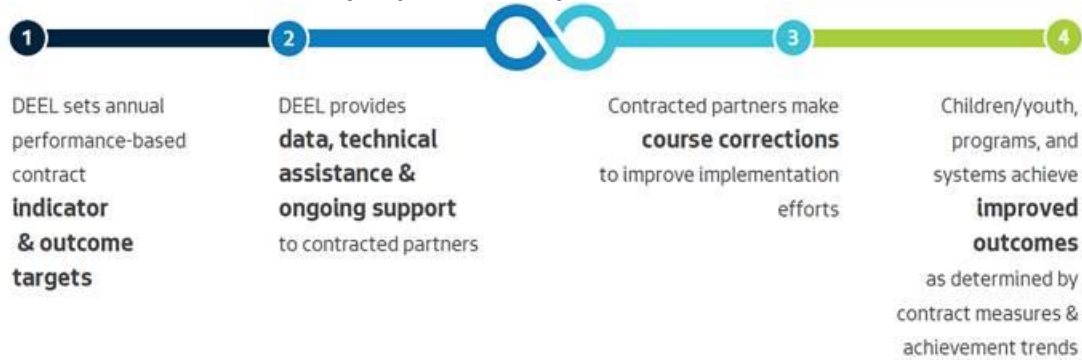 1
2
3
4
DEEL sets annual
performance-based
contract
indicator
& outcome
targets
DEEL provides
data, technical
assistance &
ongoing support
to contracted partners
Contracted partners make
course corrections
to improve implementation
efforts
Children/youth,
programs, and
systems achieve
improved
outcomes
as determined by
contract measures &
achievement trends